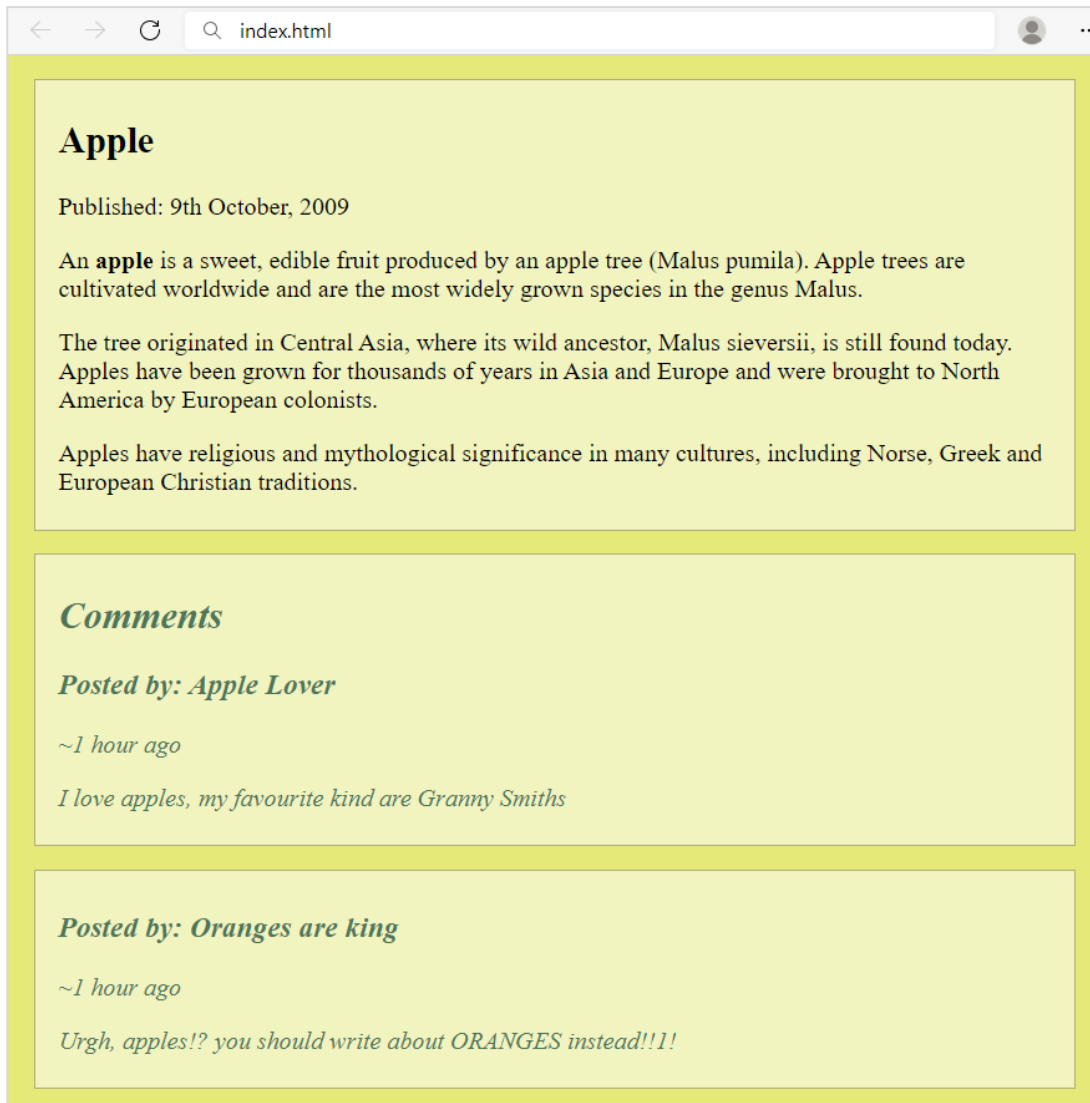 index.html
Apple
Published: 9th October, 2009
An apple is a sweet, edible fruit produced by an apple tree (Malus pumila). Apple trees are
cultivated worldwide and are the most widely grown species in the genus Malus.
The tree originated in Central Asia, where its wild ancestor, Malus sieversii, is still found today.
Apples have been grown for thousands of years in Asia and Europe and were brought to North
America by European colonists.
Apples have religious and mythological significance in many cultures, including Norse, Greek and
European Christian traditions.
Comments
Posted by: Apple Lover
~1 hour ago
I love apples, my favourite kind are Granny Smiths
Posted by: Oranges are king
~1 hour ago
Urgh, apples!? you should write about ORANGES instead!!1!